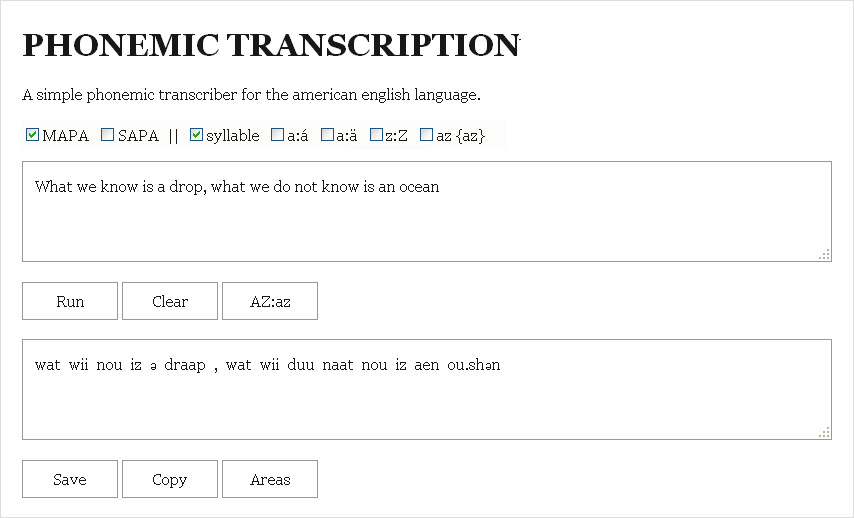 PHONEMIC TRANSCRIPTION
A simple phonemic transcriber for the american english language.
MAPA SAPA || syllable a:á a:ä z:Z az {az}
What we know is a drop, what we do not know is an ocean
Run Clear AZ:az
wat wii nou iz ə draap , wat wii duu naat nou iz aen ou.shən
Save Copy Areas